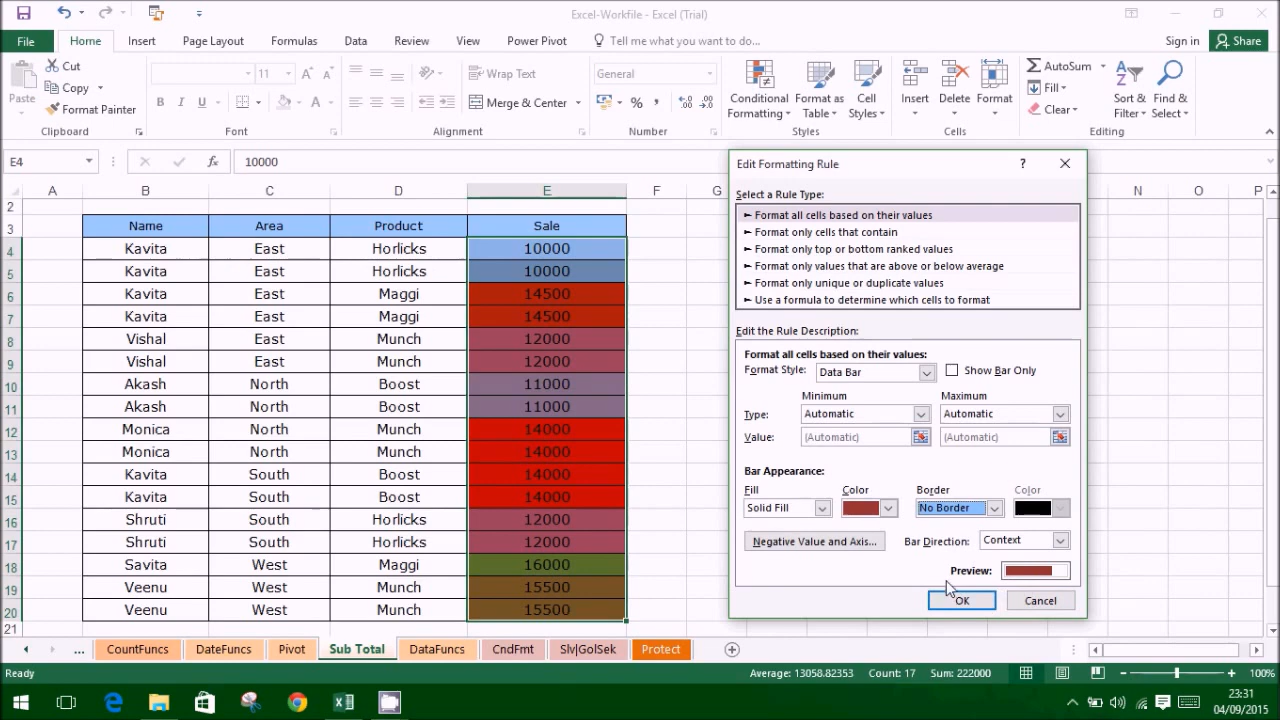 Excel-Workfile - Excel (Trial)
File Home Insert Page Layout Formulas Data Review View Power Pivot Tell me what you want to do... Sign in Share
Paste Cut Copy Format Painter Clipboard
11 A A B I U A Font
Wrap Text Merge & Center Alignment
General % , Number
Conditional Formatting Format as Table Cell Styles Styles
Insert Delete Format Cells
AutoSum Fill Clear Sort & Filter Find & Select Editing
E4 fx 10000
A B C D E F G N O P
2
3 Name Area Product Sale
4 Kavita East Horlicks 10000
5 Kavita East Horlicks 10000
6 Kavita East Maggi 14500
7 Kavita East Maggi 14500
8 Vishal East Munch 12000
9 Vishal East Munch 12000
10 Akash North Boost 11000
11 Akash North Boost 11000
12 Monica North Munch 14000
13 Monica North Munch 14000
14 Kavita South Boost 14000
15 Kavita South Boost 14000
16 Shruti South Horlicks 12000
17 Shruti South Horlicks 12000
18 Savita West Maggi 16000
19 Veenu West Munch 15500
20 Veenu West Munch 15500
21
Edit Formatting Rule ?
Select a Rule Type:
► Format all cells based on their values
► Format only cells that contain
► Format only top or bottom ranked values
► Format only values that are above or below average
► Format only unique or duplicate values
► Use a formula to determine which cells to format
Edit the Rule Description:
Format all cells based on their values:
Format Style: Data Bar Show Bar Only
Minimum Maximum
Type: Automatic Automatic
Value: (Automatic) (Automatic)
Bar Appearance:
Fill Color Border Color
Solid Fill No Border
Negative Value and Axis... Bar Direction: Context
Preview:
OK Cancel
... CountFuncs DateFuncs Pivot Sub Total DataFuncs CndFmt Slv|GolSek Protect
Ready Average: 13058.82353 Count: 17 Sum: 222000 100%
23:31
04/09/2015